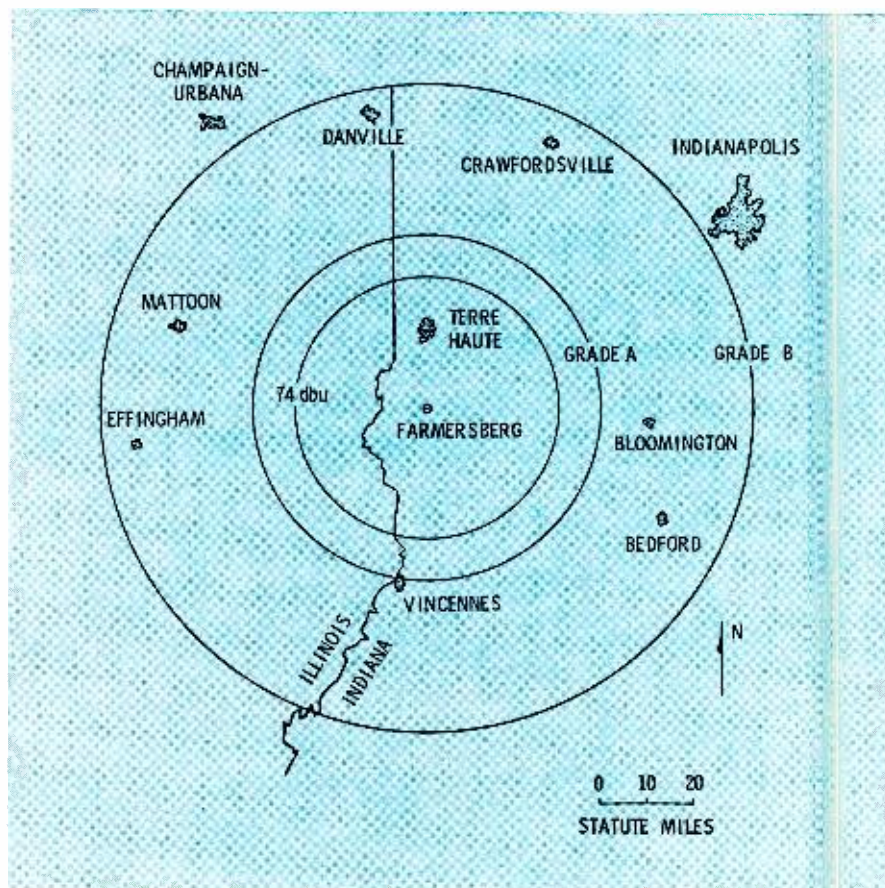 CHAMPAIGN-
URBANA
DANVILLE
CRAWFORDSVILLE
INDIANAPOLIS
MATTOON
TERRE
HAUTE
GRADE A
GRADE B
74 dbu
EFFINGHAM
FARMERSBERG
BLOOMINGTON
BEDFORD
VINCENNES
ILLINOIS
INDIANA
N
0 10 20
STATUTE MILES